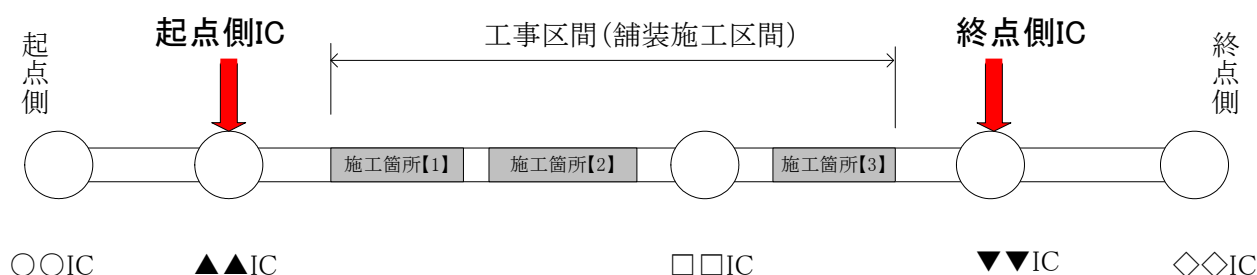 起点側
起点側IC
工事区間(舗装施工区間)
終点側IC
終点側
施工箇所【1】
施工箇所【2】
施工箇所【3】
○○IC
▲▲IC
□□IC
▼▼IC
◇◇IC